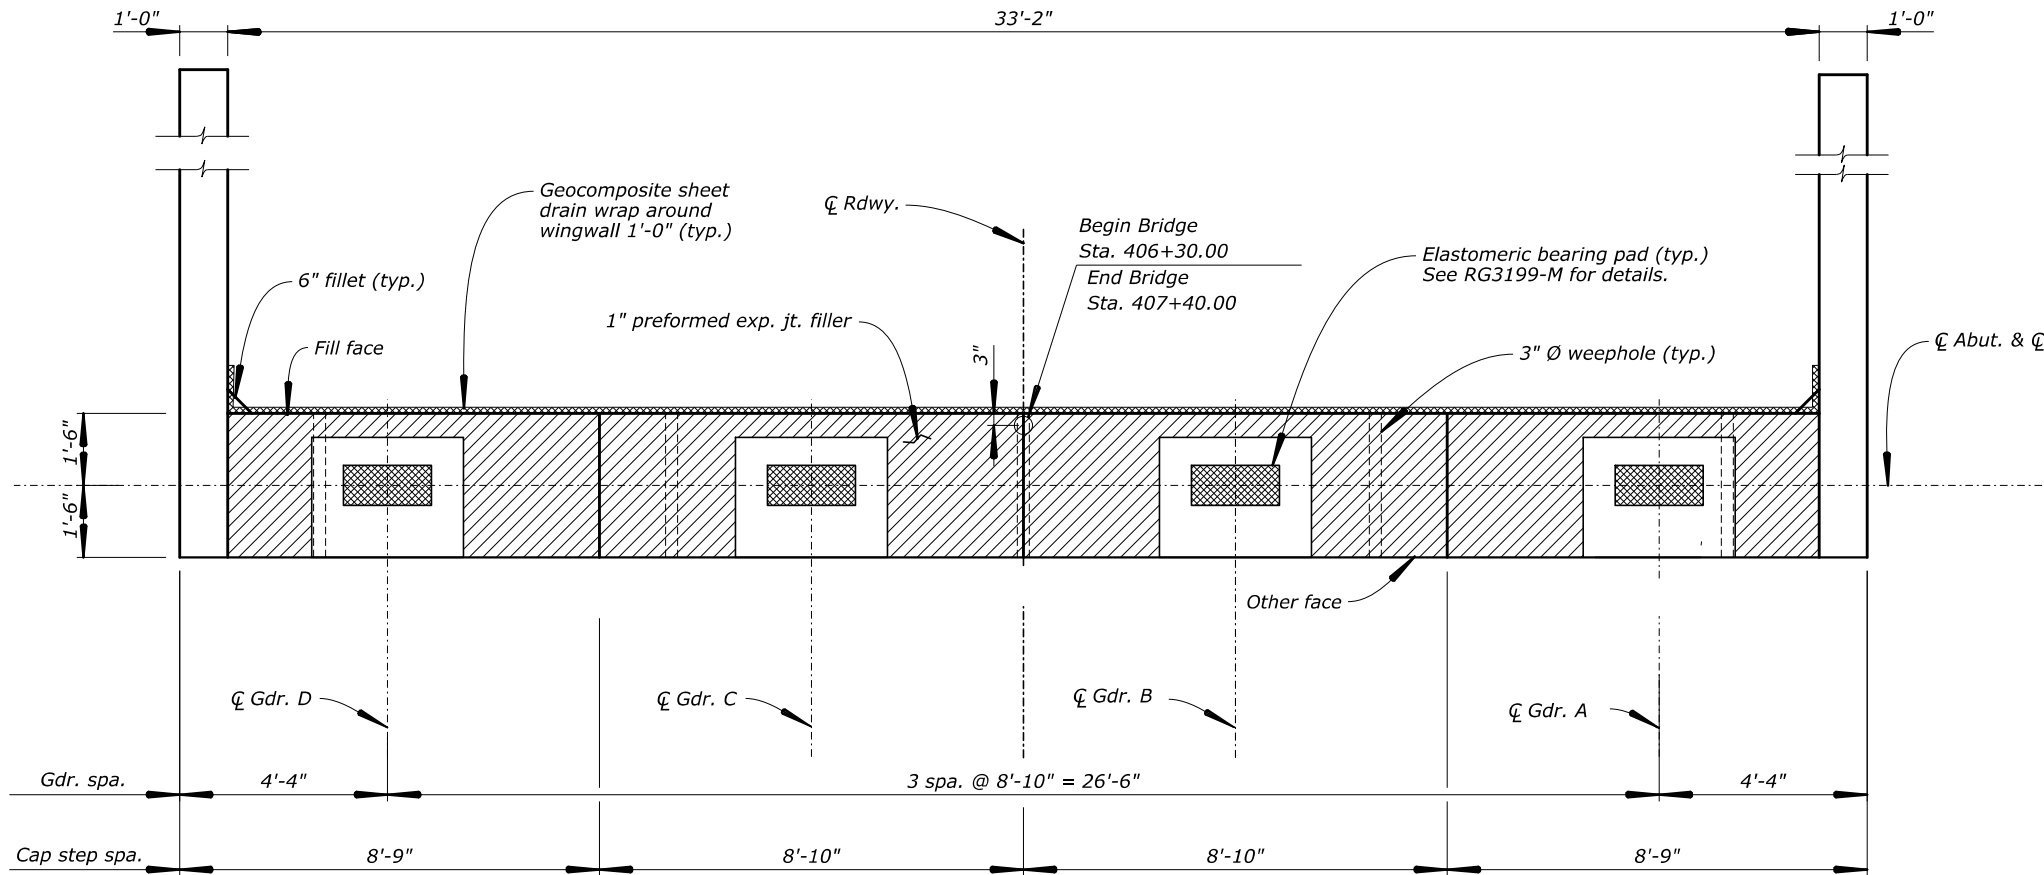 1'-0"
33'-2"
1'-0"
Geocomposite sheet
drain wrap around
wingwall 1'-0" (typ.)
℄ Rdwy.
Begin Bridge
Sta. 406+30.00
End Bridge
Sta. 407+40.00
Elastomeric bearing pad (typ.)
See RG3199-M for details.
6" fillet (typ.)
1" preformed exp. jt. filler
Fill face
3"
3" Ø weephole (typ.)
℄ Abut. & ℄
1'-6"
1'-6"
Other face
℄ Gdr. D
℄ Gdr. C
℄ Gdr. B
℄ Gdr. A
Gdr. spa.
4'-4"
3 spa. @ 8'-10" = 26'-6"
4'-4"
Cap step spa.
8'-9"
8'-10"
8'-10"
8'-9"